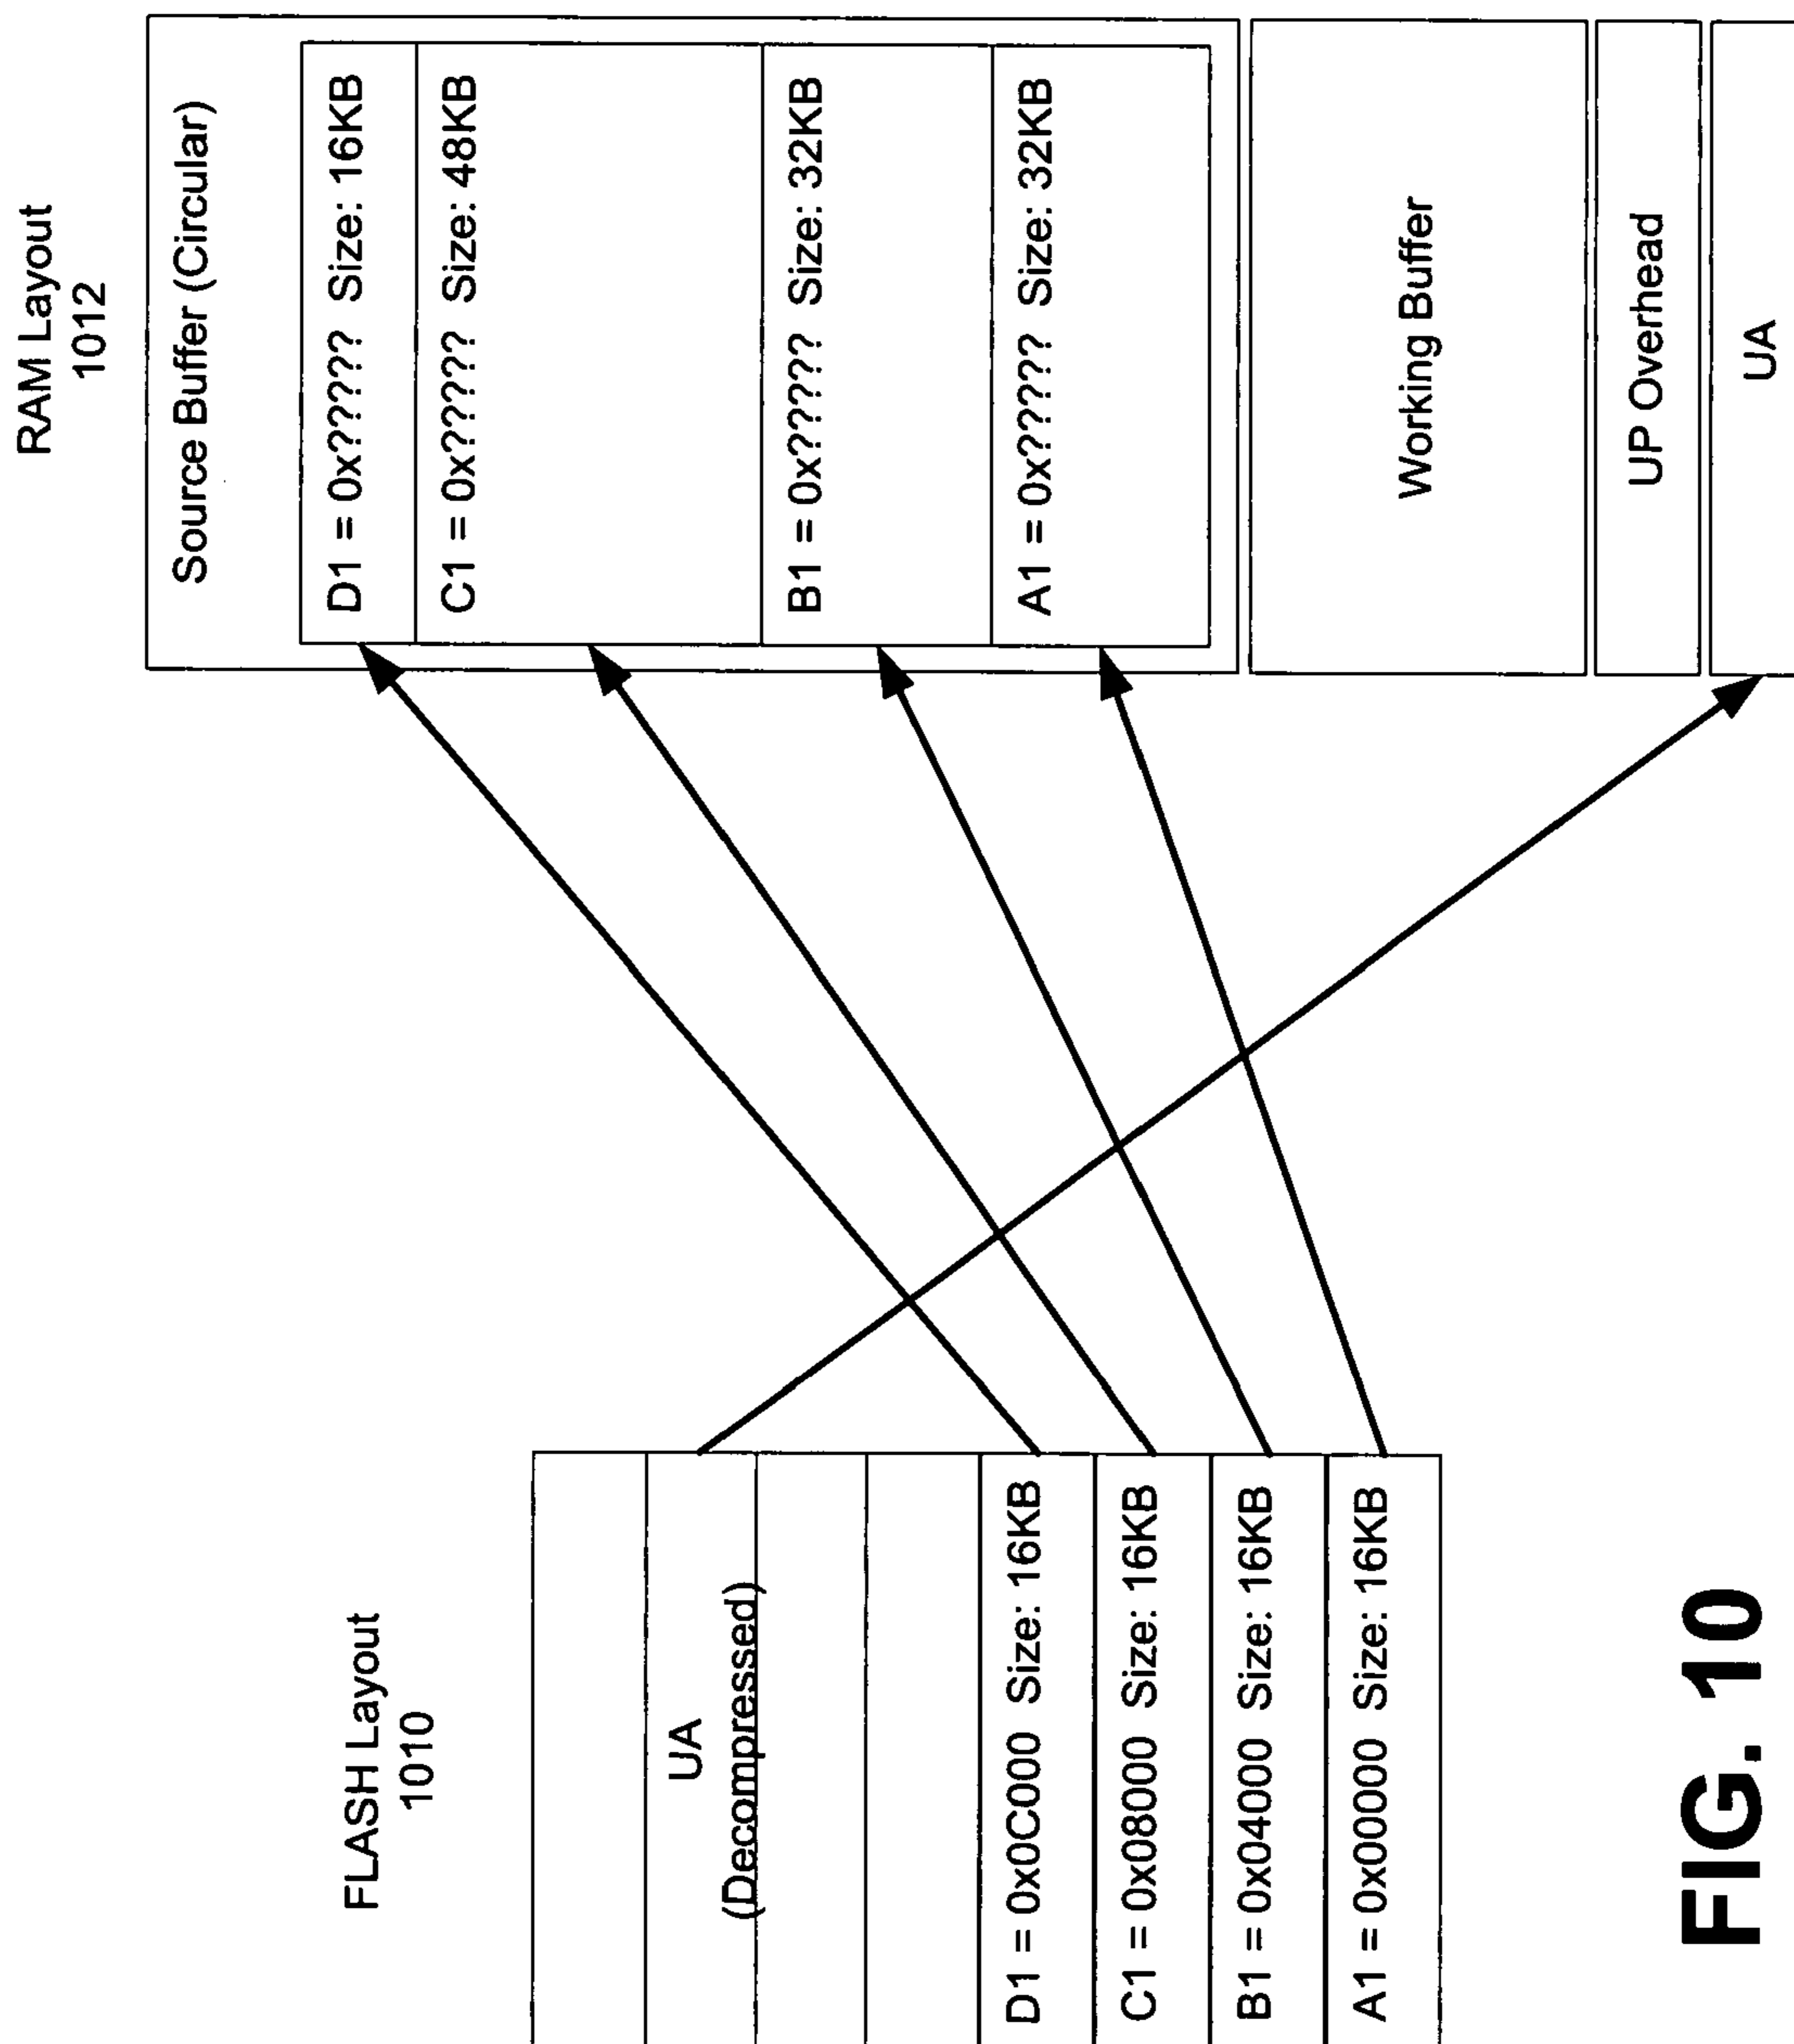 FLASH Layout
1010
UA
(Decompressed)
D1 = 0x0C000 Size: 16KB
C1 = 0x08000 Size: 16KB
B1 = 0x04000 Size: 16KB
A1 = 0x00000 Size: 16KB
RAM Layout
1012
Source Buffer (Circular)
D1 = 0x????? Size: 16KB
C1 = 0x????? Size: 48KB
B1 = 0x????? Size: 32KB
A1 = 0x????? Size: 32KB
Working Buffer
UP Overhead
UA
FIG. 10